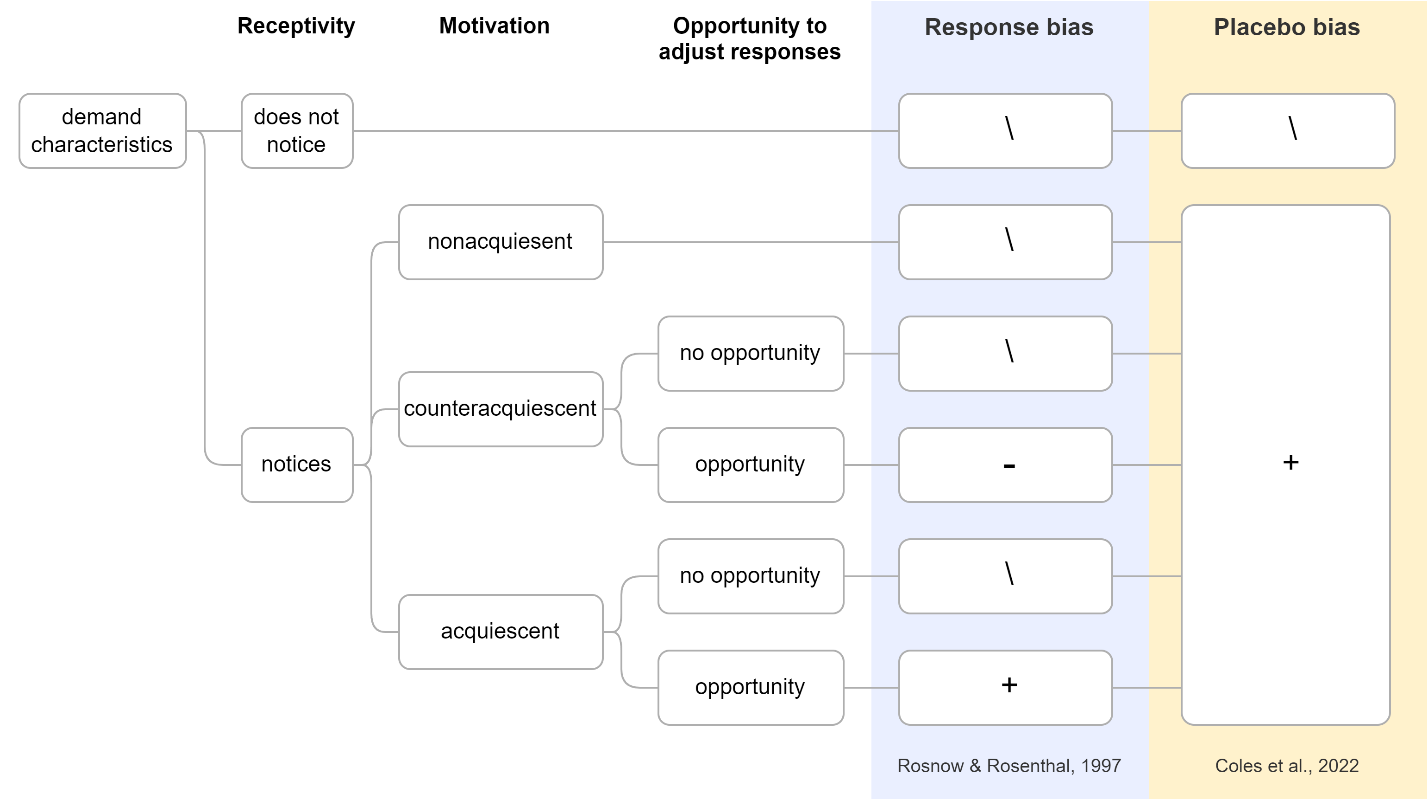 Receptivity
Motivation
Opportunity to
adjust responses
Response bias
Placebo bias
demand
characteristics
does not
notice
\
\
nonacquiesent
\
no opportunity
\
counteracquiescent
notices
opportunity
-
+
no opportunity
\
acquiescent
opportunity
+
Rosnow & Rosenthal, 1997
Coles et al., 2022